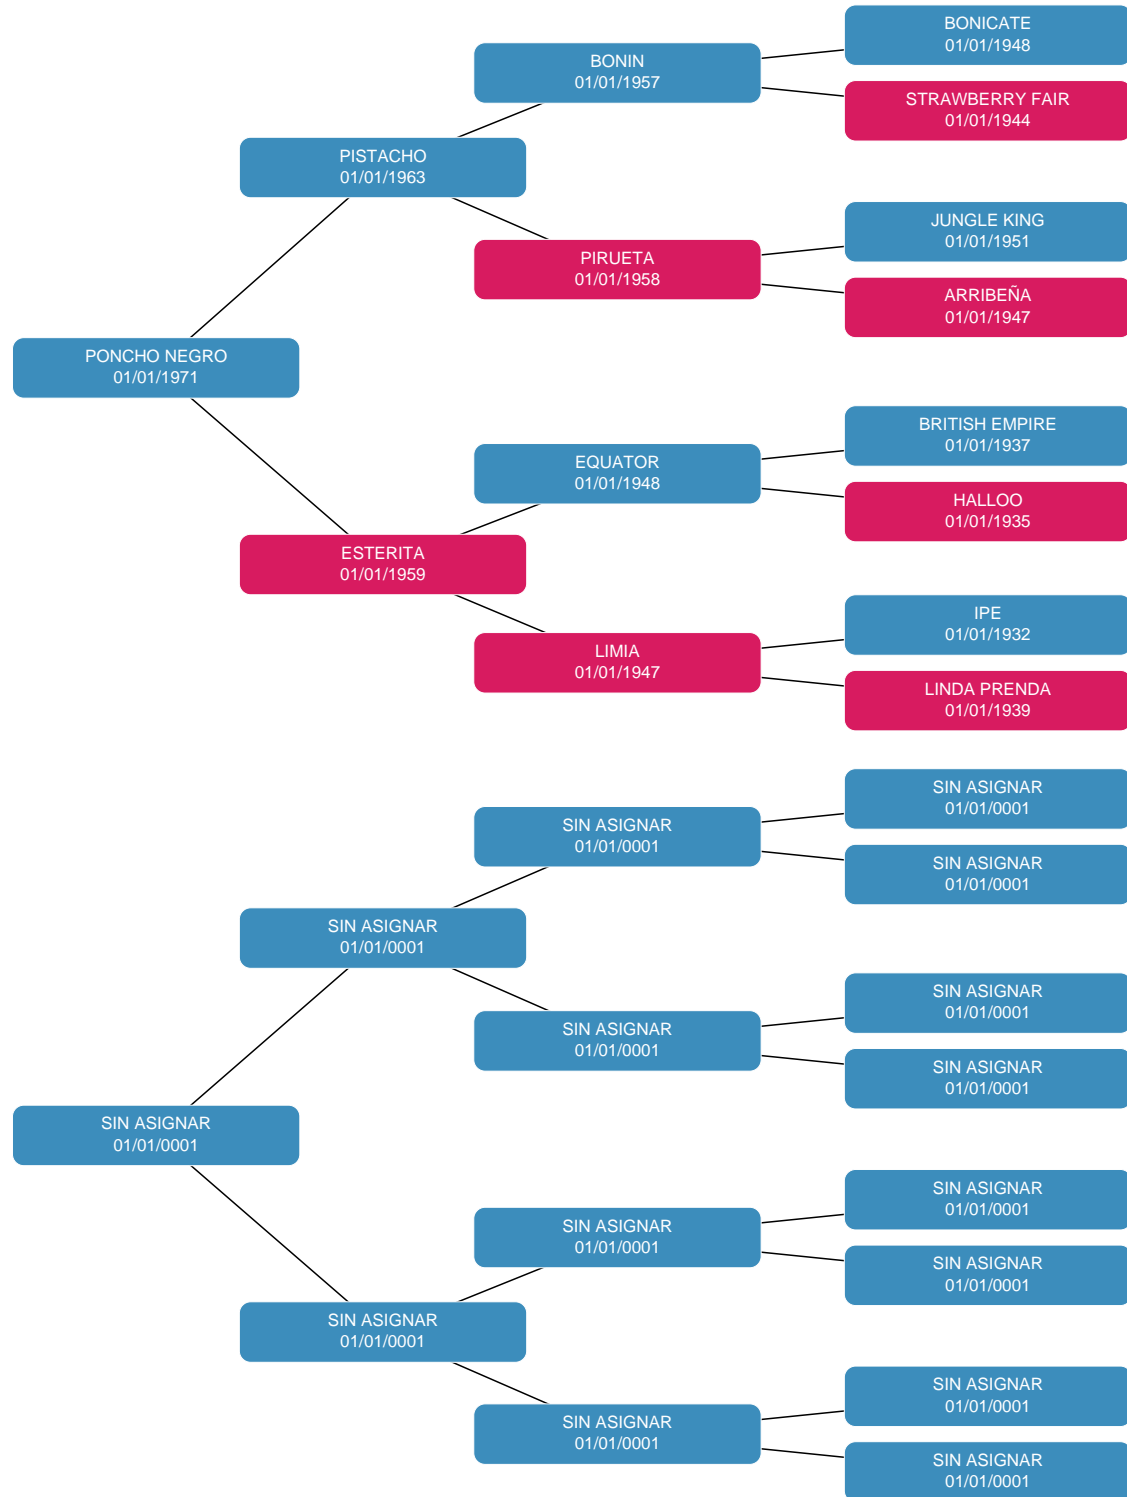 BONICATE
01/01/1948
BONIN
01/01/1957
STRAWBERRY FAIR
01/01/1944
PISTACHO
01/01/1963
JUNGLE KING
01/01/1951
PIRUETA
01/01/1958
ARRIBEÑA
01/01/1947
PONCHO NEGRO
01/01/1971
BRITISH EMPIRE
01/01/1937
EQUATOR
01/01/1948
HALLOO
01/01/1935
ESTERITA
01/01/1959
IPE
01/01/1932
LIMIA
01/01/1947
LINDA PRENDA
01/01/1939
SIN ASIGNAR
01/01/0001
SIN ASIGNAR
01/01/0001
SIN ASIGNAR
01/01/0001
SIN ASIGNAR
01/01/0001
SIN ASIGNAR
01/01/0001
SIN ASIGNAR
01/01/0001
SIN ASIGNAR
01/01/0001
SIN ASIGNAR
01/01/0001
SIN ASIGNAR
01/01/0001
SIN ASIGNAR
01/01/0001
SIN ASIGNAR
01/01/0001
SIN ASIGNAR
01/01/0001
SIN ASIGNAR
01/01/0001
SIN ASIGNAR
01/01/0001
SIN ASIGNAR
01/01/0001